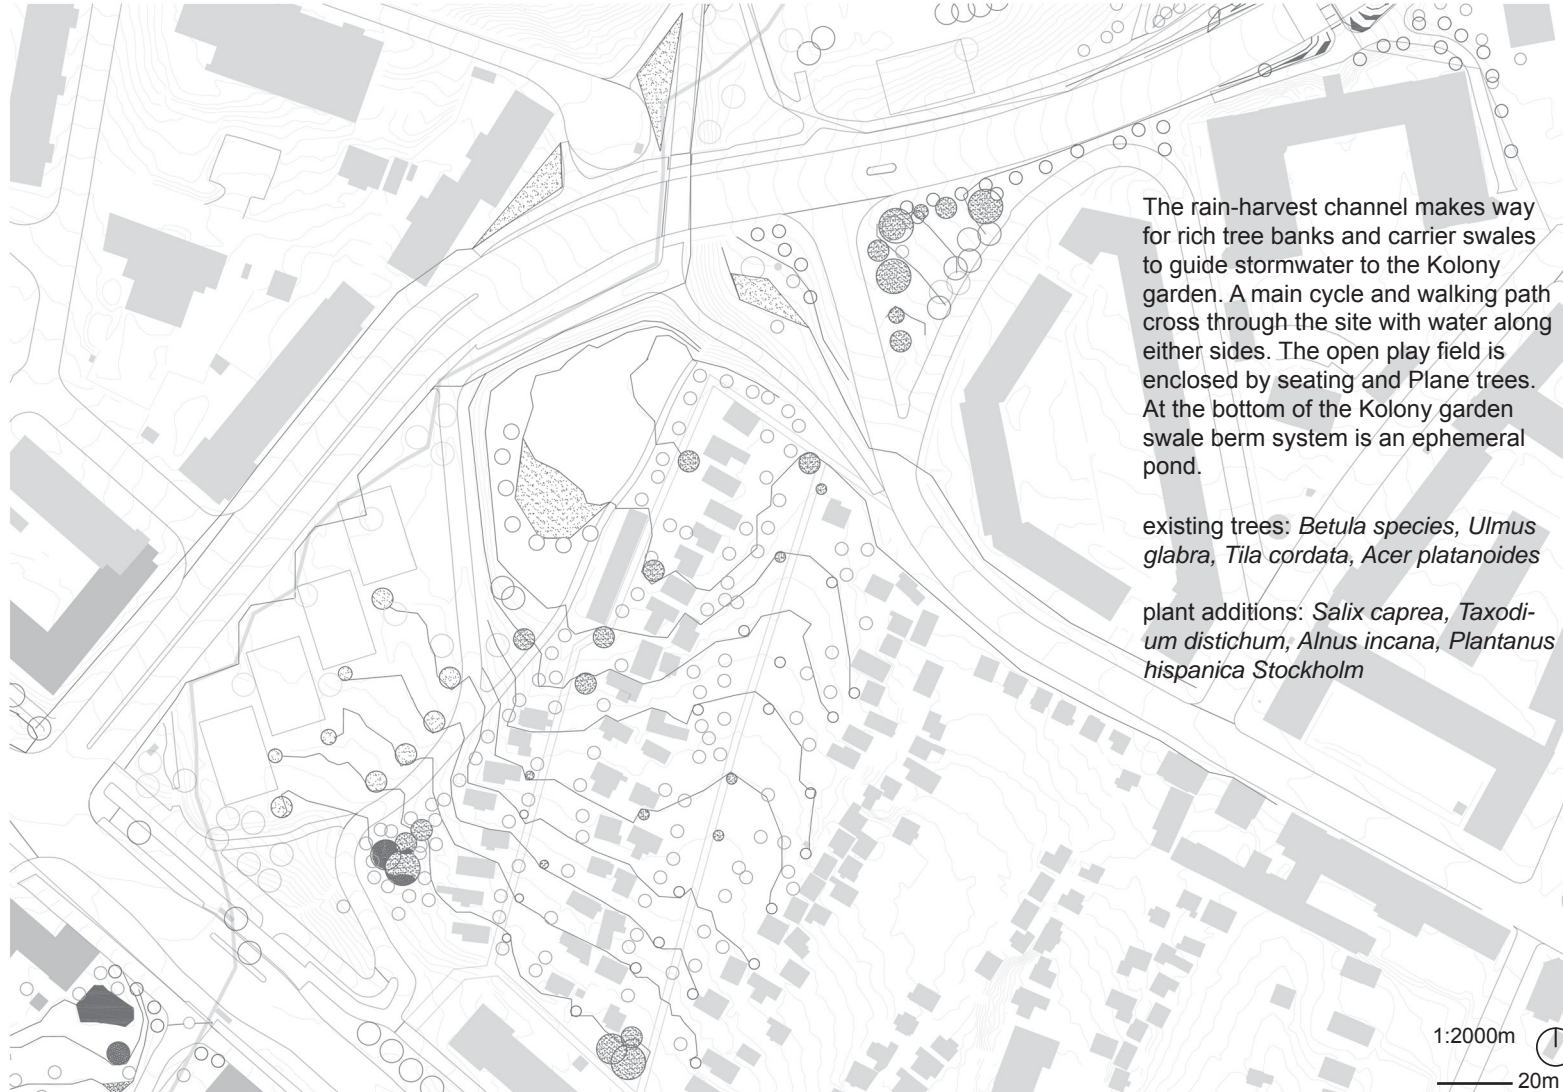 The rain-harvest channel makes way
for rich tree banks and carrier swales
to guide stormwater to the Kolony
garden. A main cycle and walking path
cross through the site with water along
either sides. The open play field is
enclosed by seating and Plane trees.
At the bottom of the Kolony garden
swale berm system is an ephemeral
pond.
existing trees: Betula species, Ulmus
glabra, Tila cordata, Acer platanoides
plant additions: Salix caprea, Taxodi-
um distichum, Alnus incana, Plantanus
hispanica Stockholm
1:2000m
20m